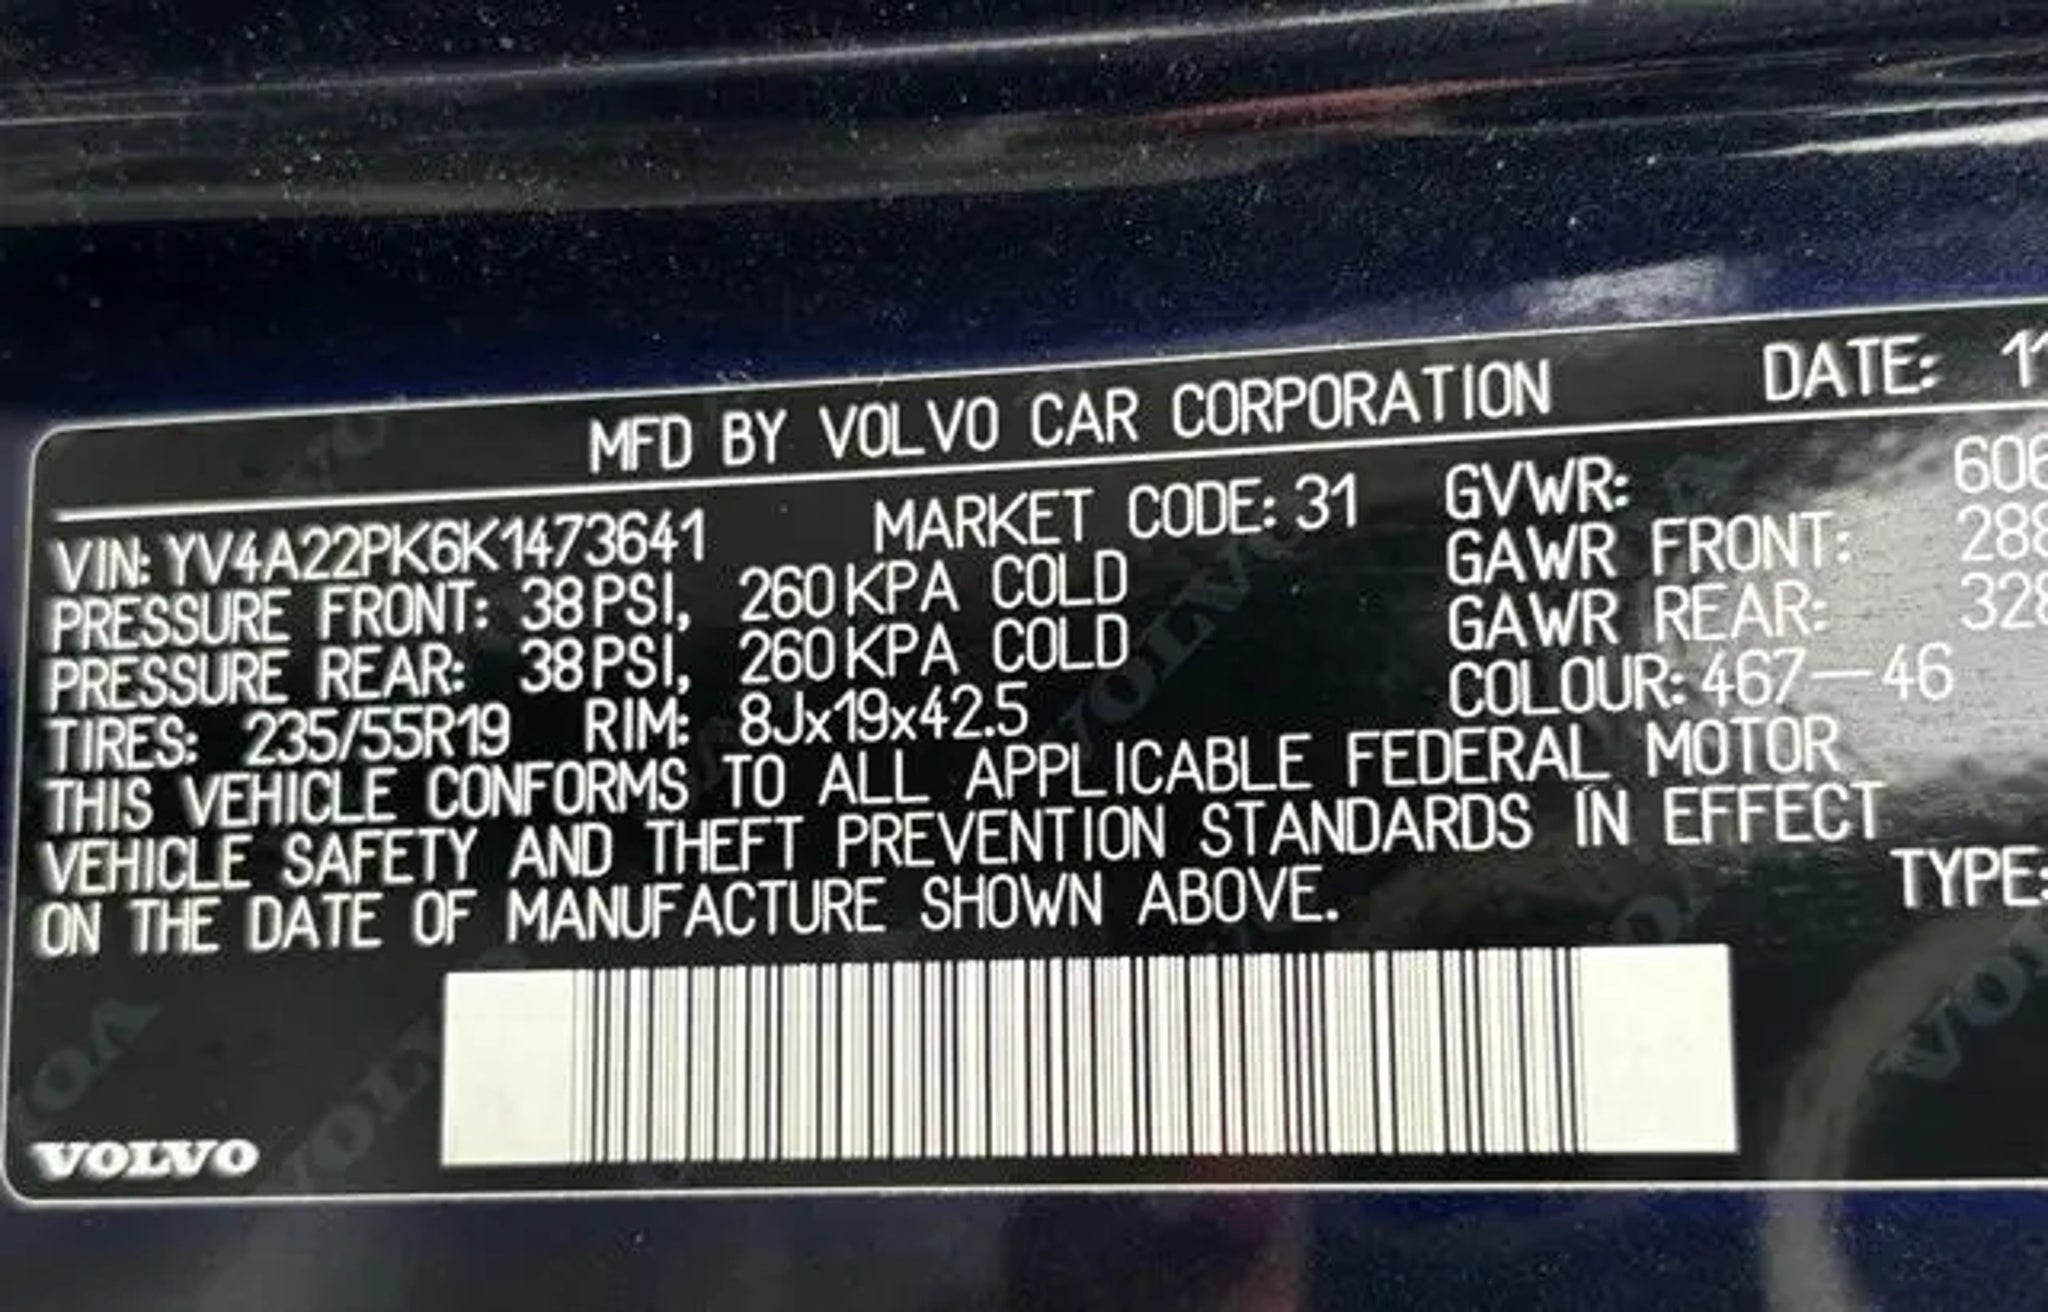 MFD BY VOLVO CAR CORPORATION DATE: 11
VIN: YV4A22PK6K1473641 MARKET CODE: 31 GVWR: 606
PRESSURE FRONT: 38 PSI, 260 KPA COLD GAWR FRONT: 288
PRESSURE REAR: 38 PSI, 260 KPA COLD GAWR REAR: 328
TIRES: 235/55R19 RIM: 8Jx19x42.5 COLOUR: 467-46
THIS VEHICLE CONFORMS TO ALL APPLICABLE FEDERAL MOTOR
VEHICLE SAFETY AND THEFT PREVENTION STANDARDS IN EFFECT
ON THE DATE OF MANUFACTURE SHOWN ABOVE. TYPE:
VOLVO